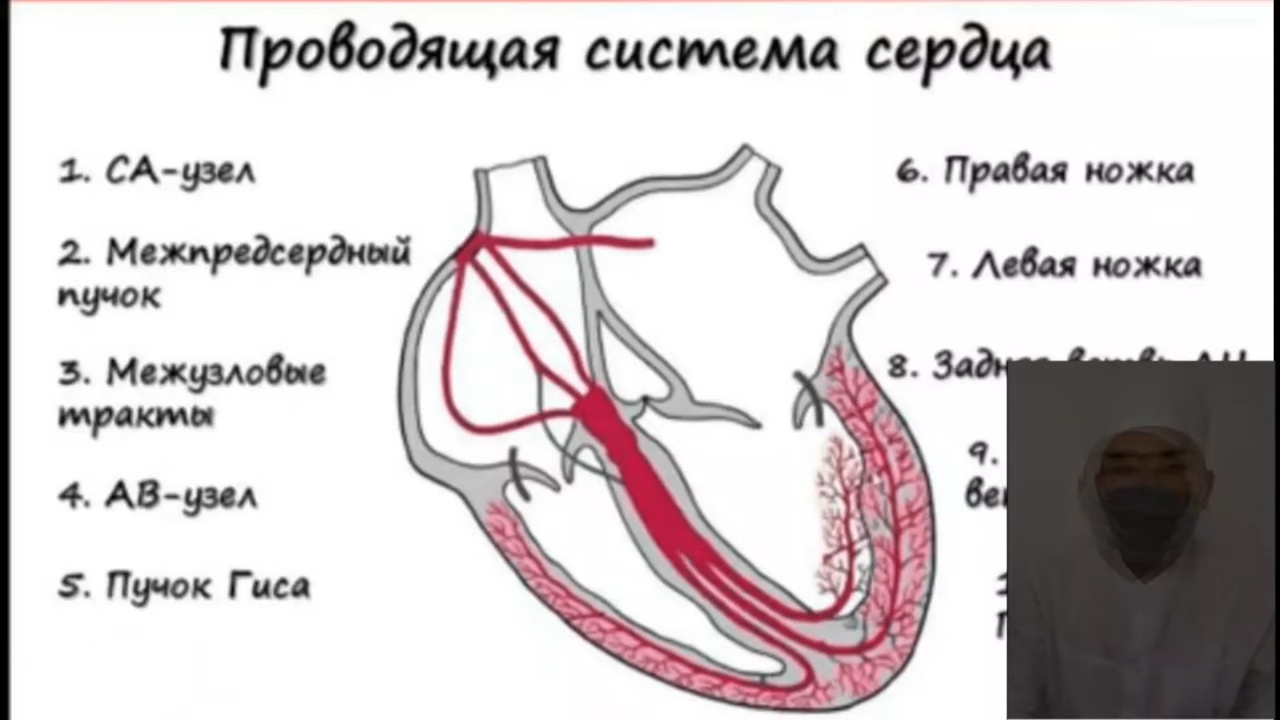 Проводящая система сердца
1. СА-узел
2. Межпредсердный
пучок
3. Межузловые
тракты
4. АВ-узел
5. Пучок Гиса
6. Правая ножка
7. Левая ножка
8.
9.